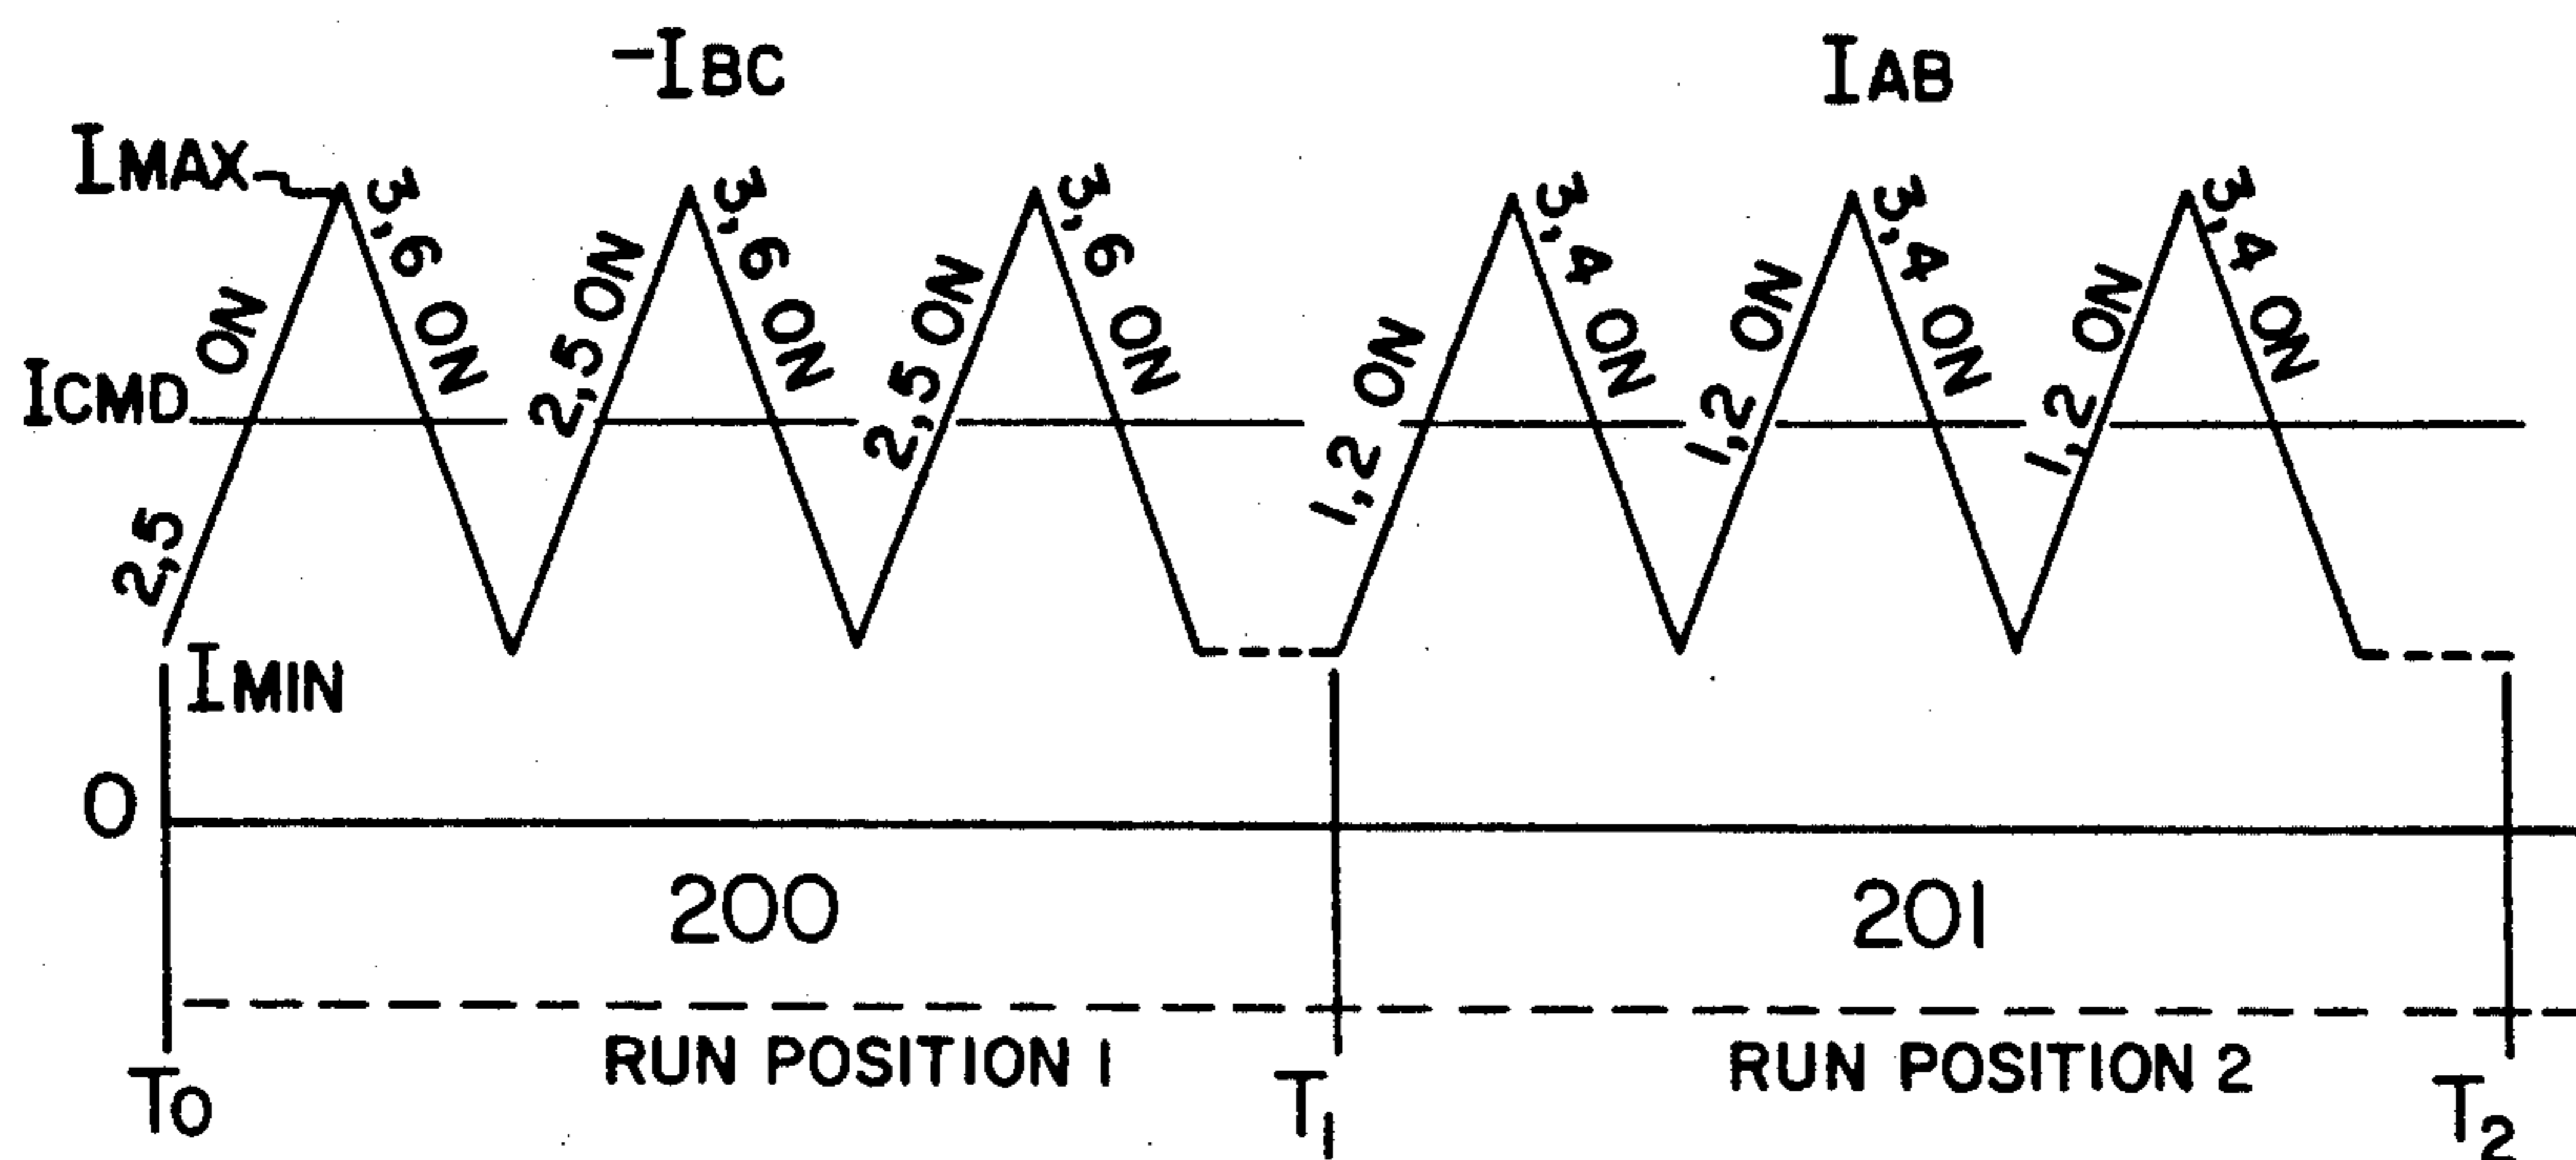 -IBC
IAB
IMAX
3,6 ON
3,6 ON
3,6 ON
3,4 ON
3,4 ON
3,4 ON
2,5 ON
2,5 ON
2,5 ON
1,2 ON
1,2 ON
1,2 ON
ICMD
IMIN
0
200
201
RUN POSITION 1
RUN POSITION 2
T0
T1
T2